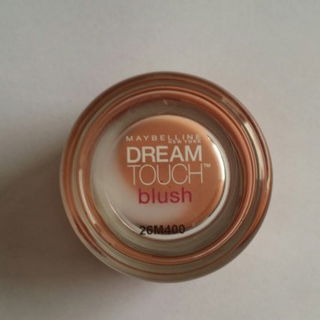 MAYBELLINE
NEW YORK
DREAM
TOUCH™
blush
26M400